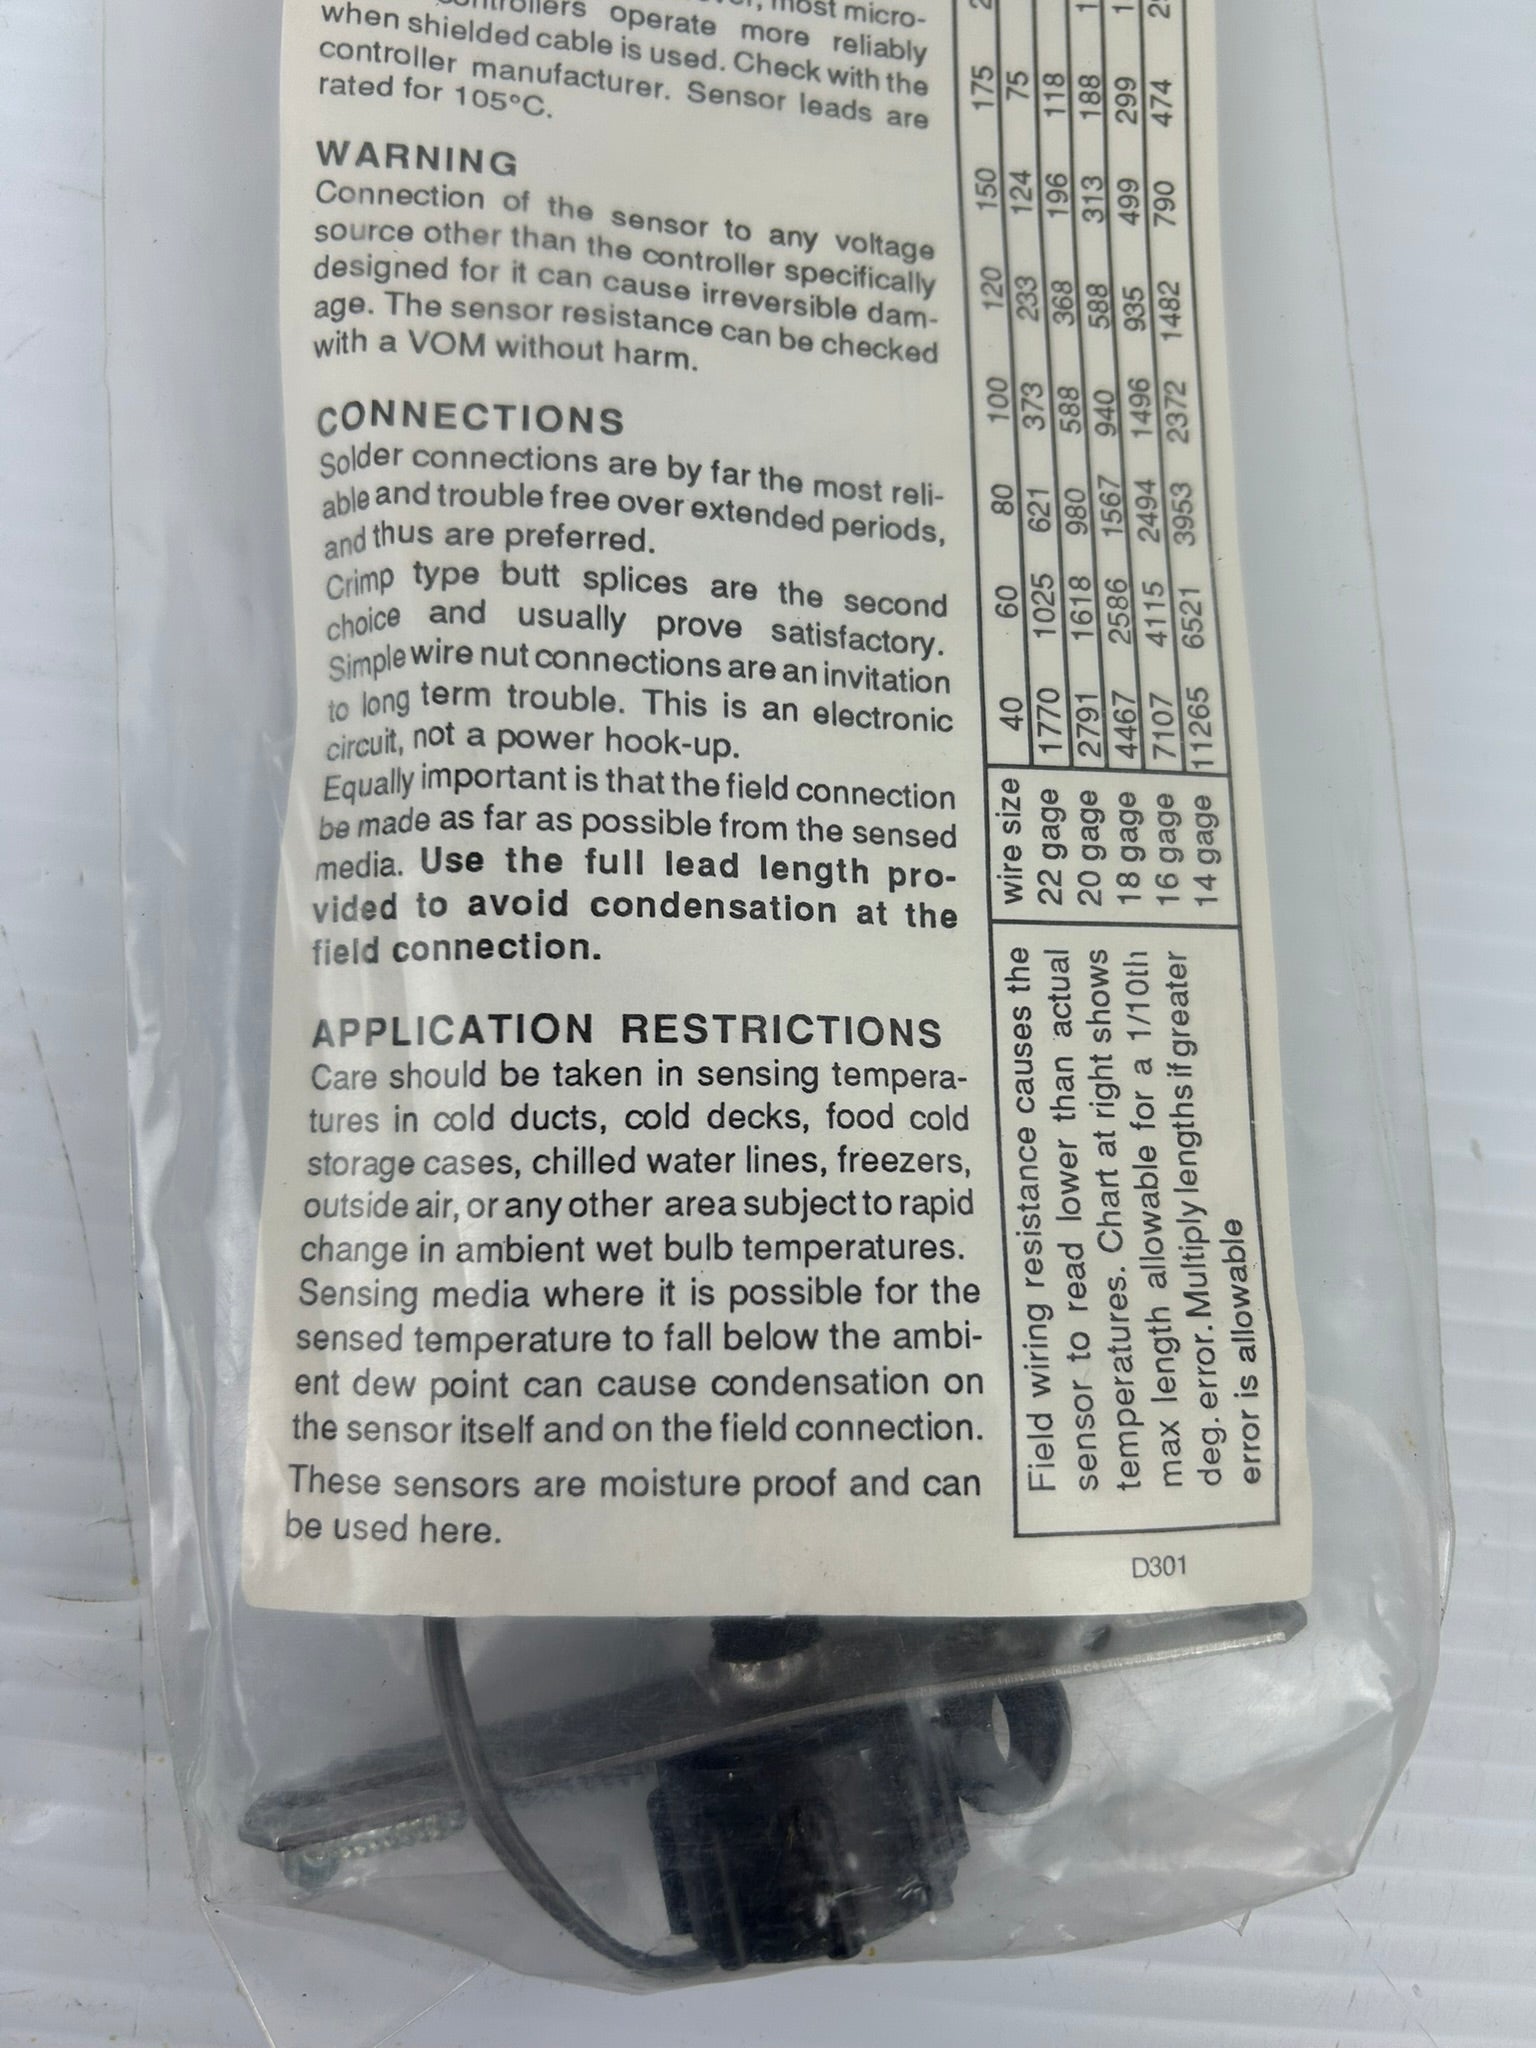 operate more reliably
when shielded cable is used. Check with the
controller manufacturer. Sensor leads are
rated for 105°C.
WARNING
Connection of the sensor to any voltage
source other than the controller specifically
designed for it can cause irreversible dam-
age. The sensor resistance can be checked
with a VOM without harm.
CONNECTIONS
Solder connections are by far the most reli-
able and trouble free over extended periods,
and thus are preferred.
Crimp type butt splices are the second
choice and usually prove satisfactory.
Simple wire nut connections are an invitation
to long term trouble. This is an electronic
circuit, not a power hook-up.
Equally important is that the field connection
be made as far as possible from the sensed
media. Use the full lead length pro-
vided to avoid condensation at the
field connection.
APPLICATION RESTRICTIONS
Care should be taken in sensing tempera-
tures in cold ducts, cold decks, food cold
storage cases, chilled water lines, freezers,
outside air, or any other area subject to rapid
change in ambient wet bulb temperatures.
Sensing media where it is possible for the
sensed temperature to fall below the ambi-
ent dew point can cause condensation on
the sensor itself and on the field connection.
These sensors are moisture proof and can
be used here.
Field wiring resistance causes the
sensor to read lower than actual
temperatures. Chart at right shows
max length allowable for a 1/10th
deg. error. Multiply lengths if greater
error is allowable
wire size 40 60 80 100 120 150 175
22 gage 1770 1025 621 373 233 124 75
20 gage 2791 1618 980 588 368 196 118
18 gage 4467 2586 1567 940 588 313 188
16 gage 7107 4115 2494 1496 935 499 299
14 gage 11265 6521 3953 2372 1482 790 474
D301